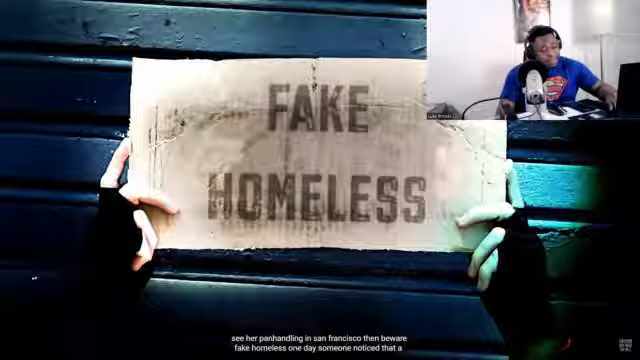 FAKE
HOMELESS
see her panhandling in san francisco then beware
fake homeless one day someone noticed that a